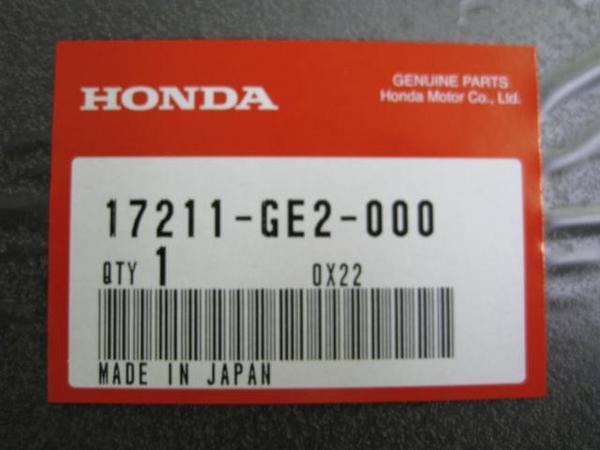 HONDA
GENUINE PARTS
Honda Motor Co., Ltd.
17211-GE2-000
QTY 1 0X22
MADE IN JAPAN